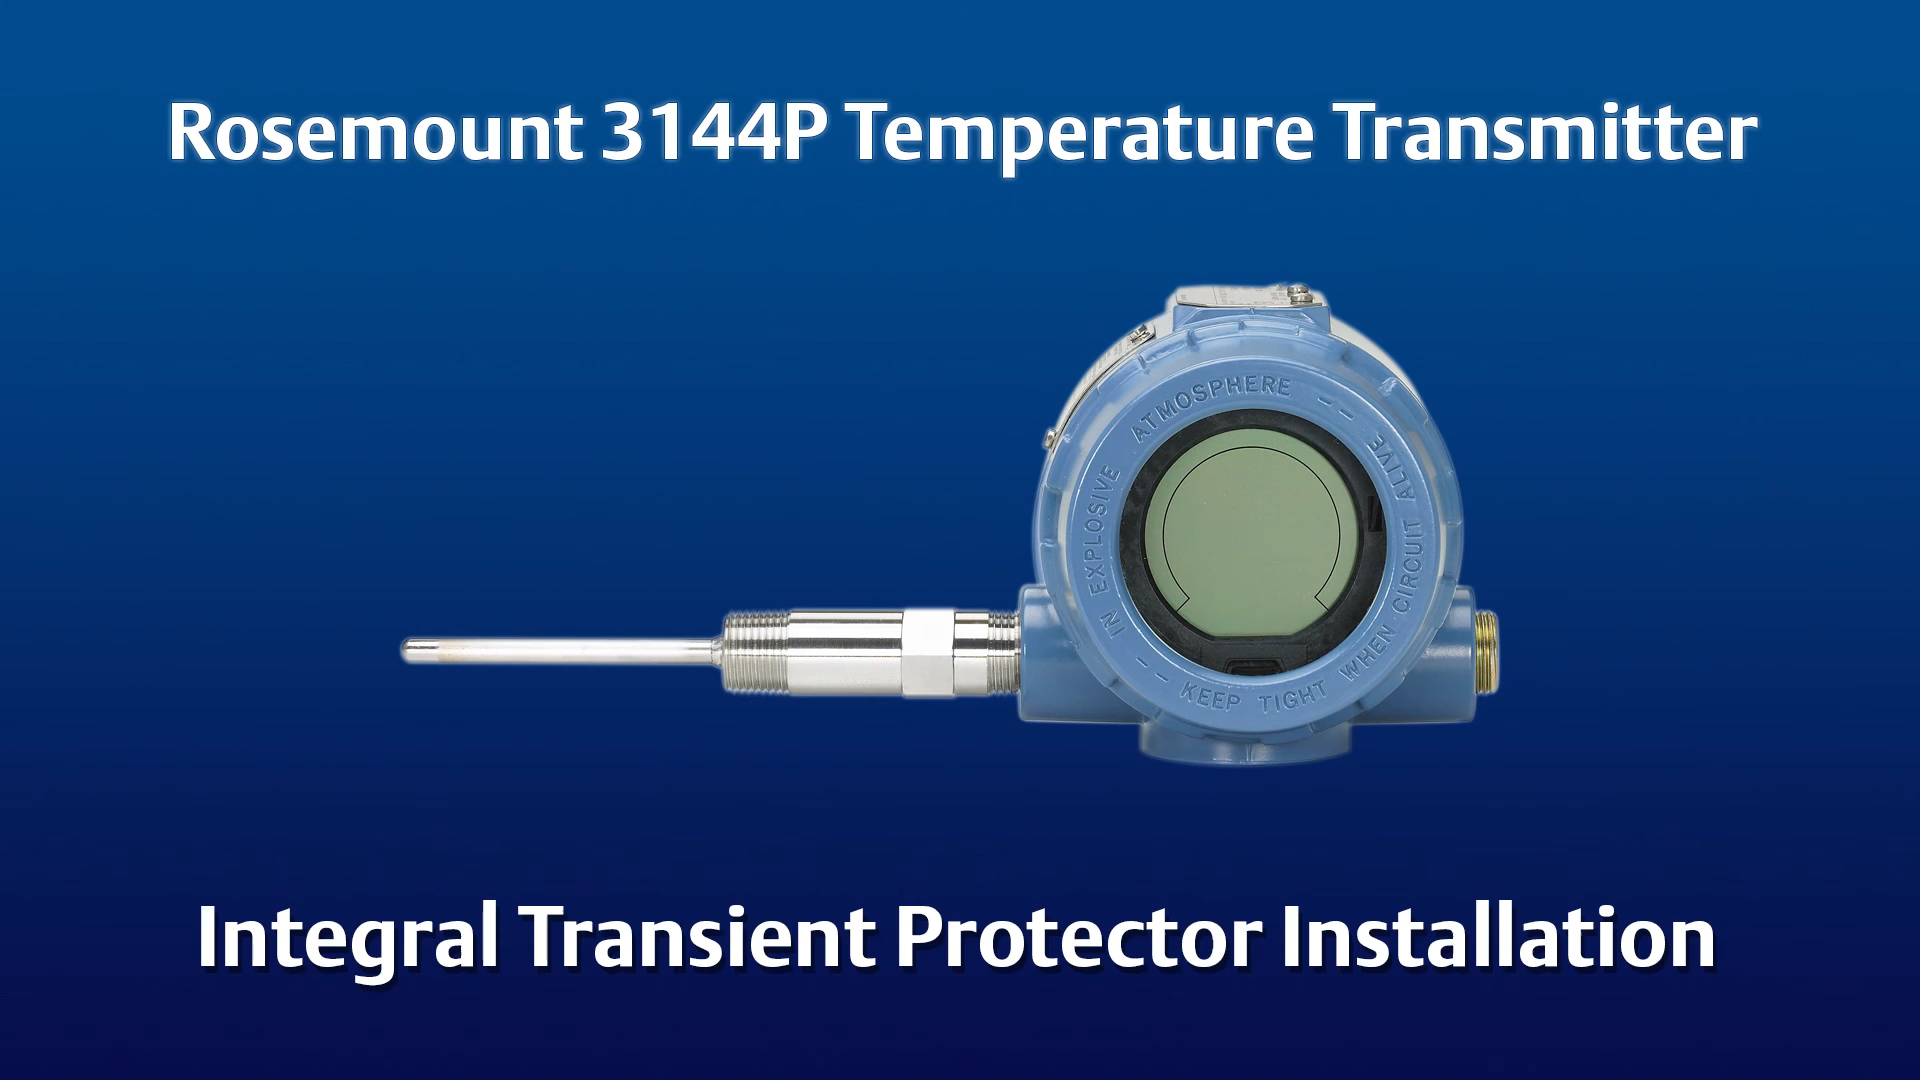 Rosemount 3144P Temperature Transmitter
IN EXPLOSIVE ATMOSPHERE -- KEEP TIGHT WHEN CIRCUIT ALIVE --
Integral Transient Protector Installation